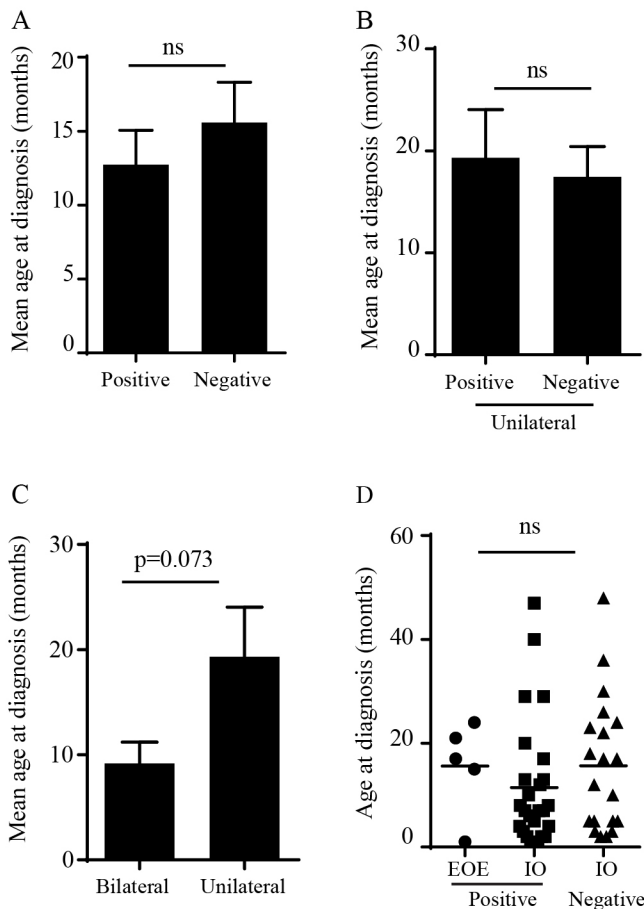 A
Mean age at diagnosis (months)
20
15
10
5
0
ns
Positive Negative
B
Mean age at diagnosis (months)
30
20
10
0
ns
Positive Negative
Unilateral
C
Mean age at diagnosis (months)
30
20
10
0
p=0.073
Bilateral Unilateral
D
Age at diagnosis (months)
60
40
20
0
ns
EOE IO IO
Positive Negative